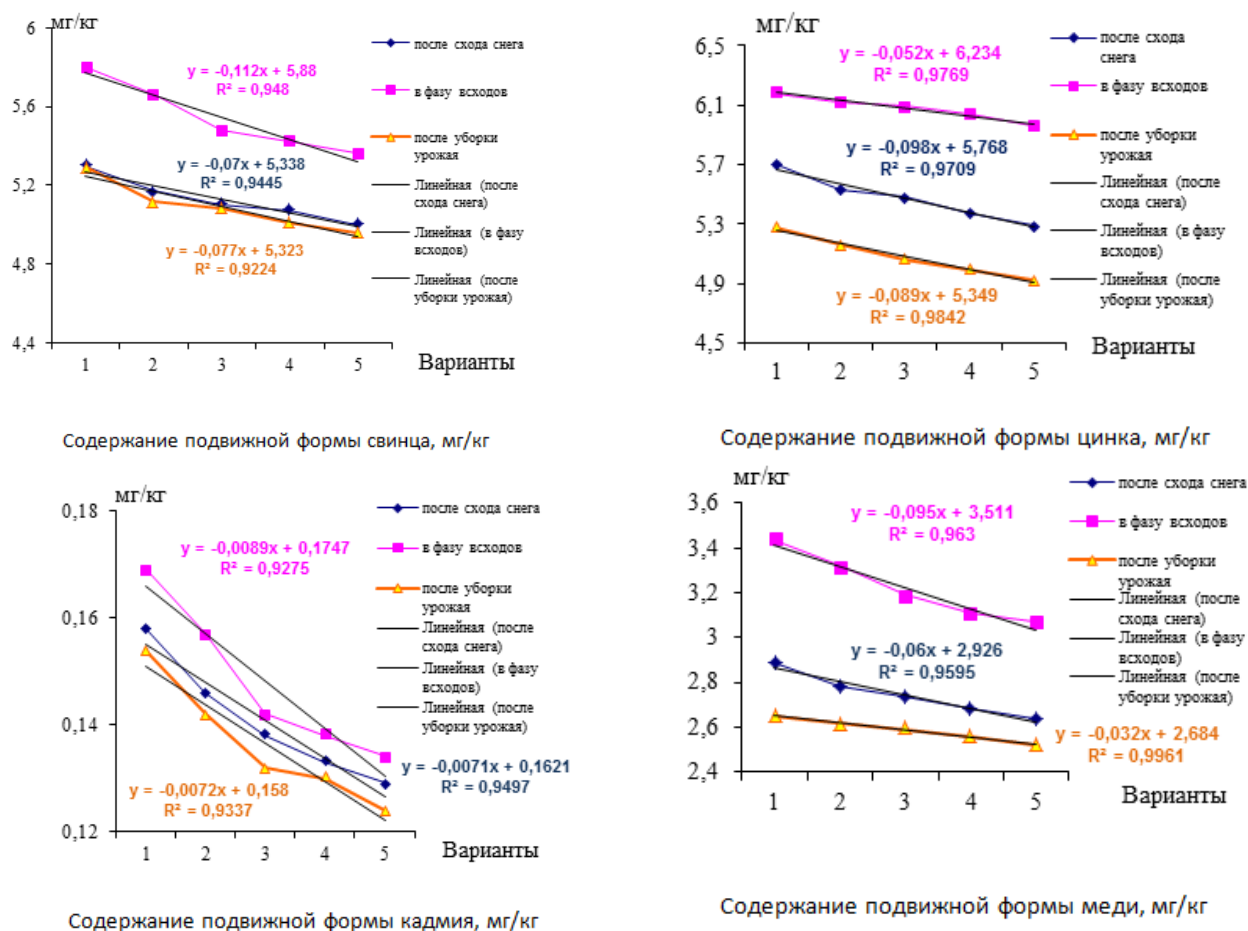 мг/кг
6
5,6
5,2
4,8
4,4
y = -0,112x + 5,88
R² = 0,948
y = -0,07x + 5,338
R² = 0,9445
y = -0,077x + 5,323
R² = 0,9224
1 2 3 4 5
Варианты
после схода снега
в фазу всходов
после уборки
урожая
Линейная (после
схода снега)
Линейная (в фазу
всходов)
Линейная (после
уборки урожая)
Содержание подвижной формы свинца, мг/кг
мг/кг
6,5
6,1
5,7
5,3
4,9
4,5
y = -0,052x + 6,234
R² = 0,9769
y = -0,098x + 5,768
R² = 0,9709
y = -0,089x + 5,349
R² = 0,9842
1 2 3 4 5
Варианты
после схода
снега
в фазу всходов
после уборки
урожая
Линейная (после
схода снега)
Линейная (в фазу
всходов)
Линейная (после
уборки урожая)
Содержание подвижной формы цинка, мг/кг
мг/кг
0,18
0,16
0,14
0,12
y = -0,0089x + 0,1747
R² = 0,9275
y = -0,0071x + 0,1621
R² = 0,9497
y = -0,0072x + 0,158
R² = 0,9337
1 2 3 4 5
Варианты
после схода снега
в фазу всходов
после уборки
урожая
Линейная (после
схода снега)
Линейная (в фазу
всходов)
Линейная (после
уборки урожая)
Содержание подвижной формы кадмия, мг/кг
мг/кг
3,6
3,4
3,2
3
2,8
2,6
2,4
y = -0,095x + 3,511
R² = 0,963
y = -0,06x + 2,926
R² = 0,9595
y = -0,032x + 2,684
R² = 0,9961
1 2 3 4 5
Варианты
после схода снега
в фазу всходов
после уборки
урожая
Линейная (после
схода снега)
Линейная (в фазу
всходов)
Линейная (после
уборки урожая)
Содержание подвижной формы меди, мг/кг